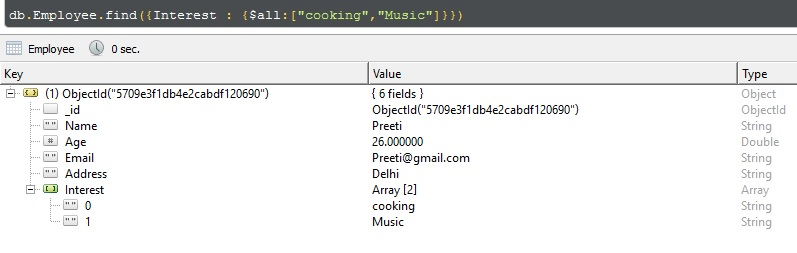 db.Employee.find({Interest : {$all:["cooking","Music"]}})
Employee 0 sec.
Key Value Type
(1) ObjectId("5709e3f1db4e2cabdf120690") { 6 fields } Object
_id ObjectId("5709e3f1db4e2cabdf120690") ObjectId
" " Name Preeti String
# Age 26.000000 Double
" " Email Preeti@gmail.com String
" " Address Delhi String
Interest Array [2] Array
" " 0 cooking String
" " 1 Music String